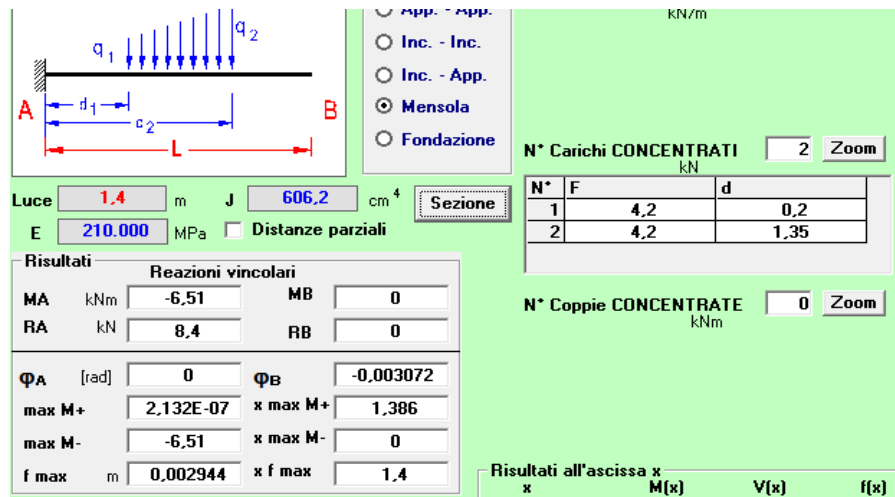 App. - App.
kN/m
q1
q2
Inc. - Inc.
Inc. - App.
A
d1
B
Mensola
c2
L
Fondazione
N° Carichi CONCENTRATI 2 Zoom
kN
N° F d
1 4,2 0,2
2 4,2 1,35
Luce 1,4 m J 606,2 cm 4 Sezione
E 210.000 MPa Distanze parziali
Risultati
Reazioni vincolari
MA kNm -6,51 MB 0
RA kN 8,4 RB 0
N° Coppie CONCENTRATE 0 Zoom
kNm
φA [rad] 0 φB -0,003072
max M+ 2,132E-07 x max M+ 1,386
max M- -6,51 x max M- 0
f max m 0,002944 x f max 1,4
Risultati all'ascissa x
x M(x) V(x) f(x)